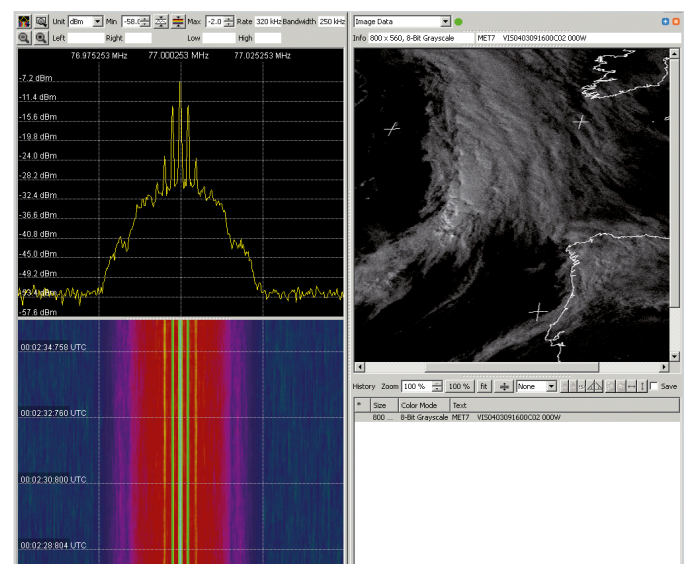 Unit dBm Min -58.0 Max -2.0 Rate 320 kHz Bandwidth 250 kHz
Left Right Low High
76.975253 MHz 77.000253 MHz 77.025253 MHz
-7.2 dBm
-11.4 dBm
-15.6 dBm
-19.8 dBm
-24.0 dBm
-28.2 dBm
-32.4 dBm
-36.6 dBm
-40.8 dBm
-45.0 dBm
-49.2 dBm
-57.6 dBm
00:02:34:758 UTC
00:02:32:760 UTC
00:02:30:800 UTC
00:02:28:804 UTC
Image Data
Info 800 x 560, 8-Bit Grayscale MET7 VIS0403091600C02 000W
History Zoom 100 % 100 % fit None Save
* Size Color Mode Text
800 ... 8-Bit Grayscale MET7 VIS0403091600C02 000W